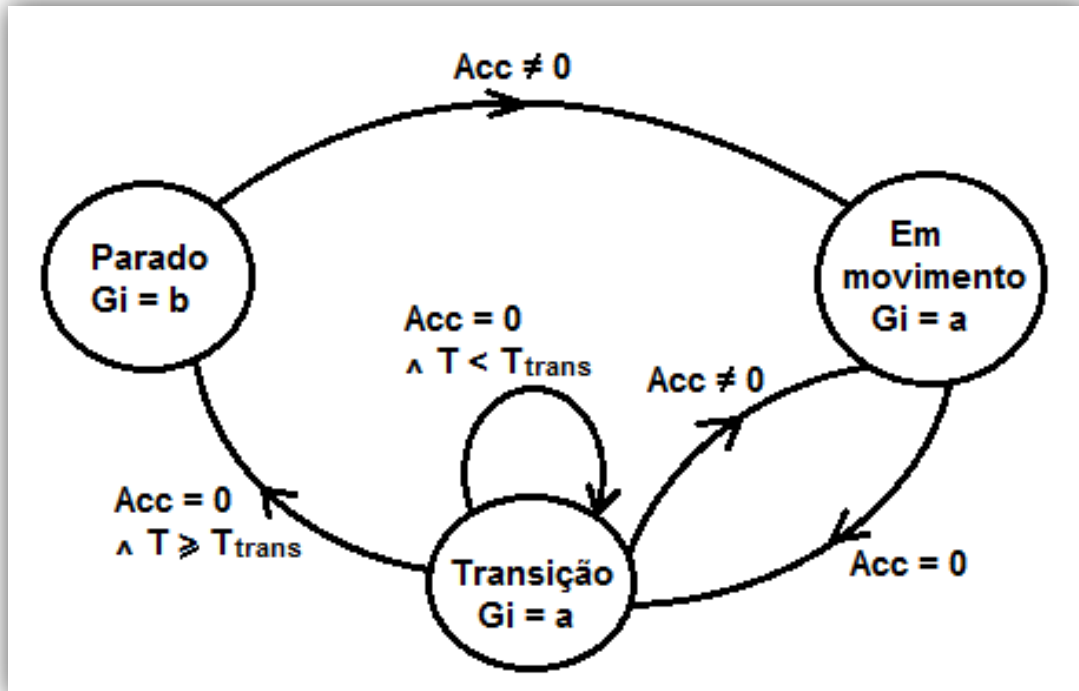 Acc ≠ 0
Parado
Gi = b
Em
movimento
Gi = a
Acc = 0
∧ T < Ttrans
Acc ≠ 0
Acc = 0
∧ T ⩾ Ttrans
Transição
Gi = a
Acc = 0